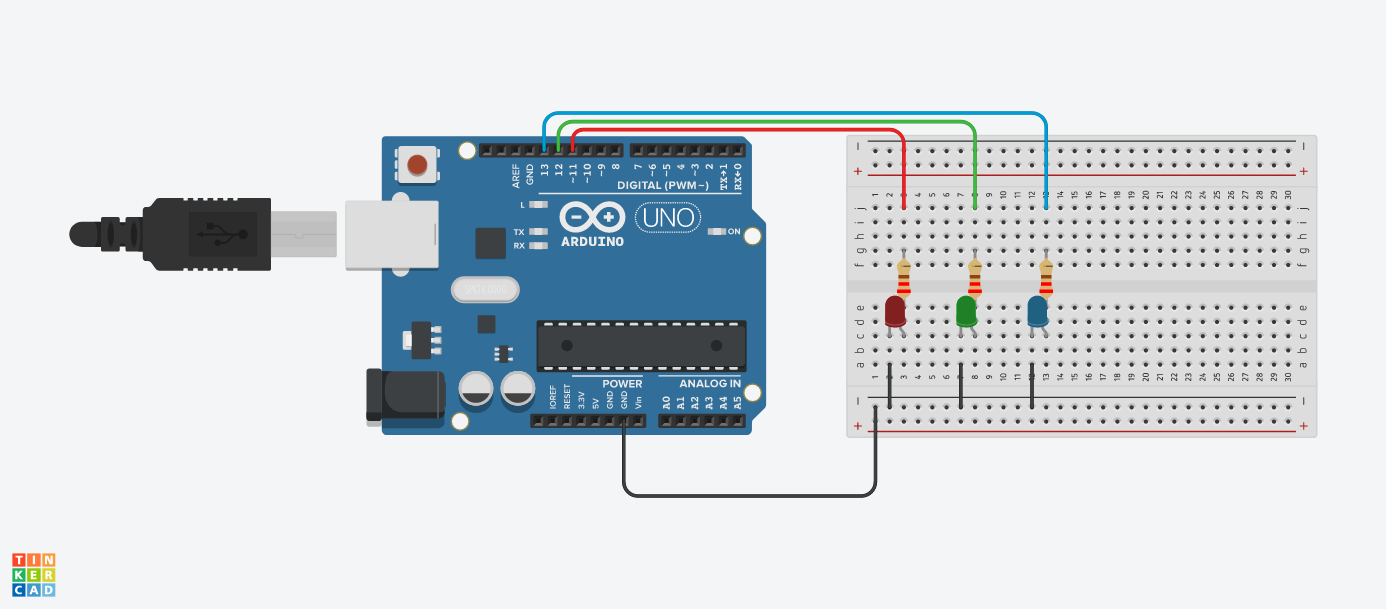 AREF
GND
13
12
~11
~10
~9
8
7
~6
~5
4
~3
2
TX→1
RX←0
DIGITAL (PWM~)
L
TX
RX
ON
UNO
ARDUINO
POWER
ANALOG IN
IOREF
RESET
3.3V
5V
GND
GND
Vin
A0
A1
A2
A3
A4
A5
− −
+ +
1 2 3 4 5 6 7 8 9 10 11 12 13 14 15 16 17 18 19 20 21 22 23 24 25 26 27 28 29 30
j j
i i
h h
g g
f f
e e
d d
c c
b b
a a
1 2 3 4 5 6 7 8 9 10 11 12 13 14 15 16 17 18 19 20 21 22 23 24 25 26 27 28 29 30
− −
+ +
TIN
KER
CAD